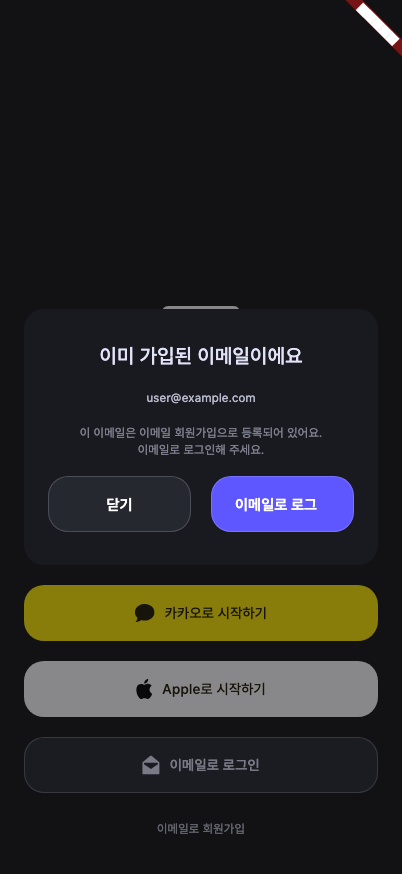 이미 가입된 이메일이에요
user@example.com
이 이메일은 이메일 회원가입으로 등록되어 있어요.
이메일로 로그인해 주세요.
닫기
이메일로 로그
카카오로 시작하기
Apple로 시작하기
이메일로 로그인
이메일로 회원가입